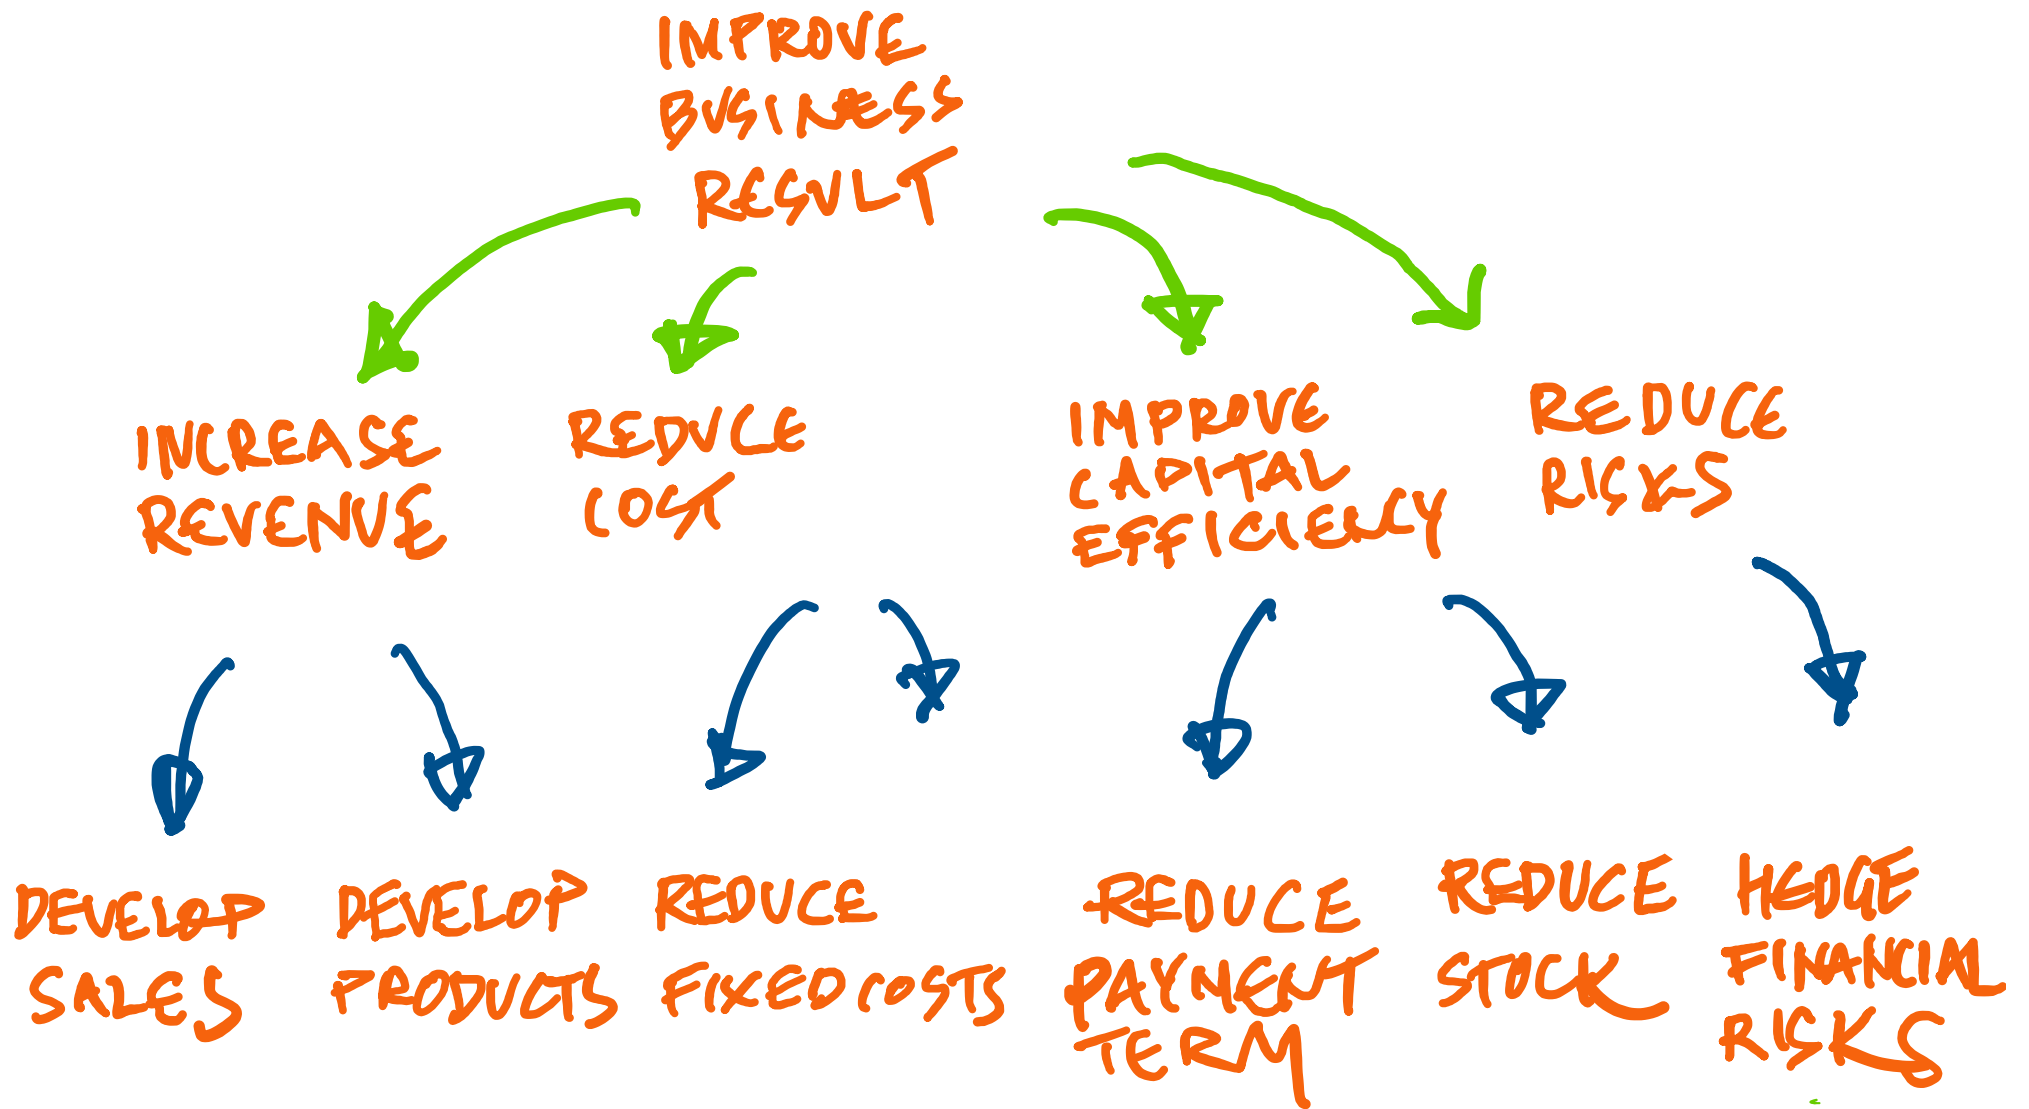 IMPROVE
BUSINESS
RESULT
INCREASE
REVENUE
REDUCE
COST
IMPROVE
CAPITAL
EFFICIENCY
REDUCE
RISKS
DEVELOP
SALES
DEVELOP
PRODUCTS
REDUCE
FIXED COSTS
REDUCE
PAYMENT
TERM
REDUCE
STOCK
HEDGE
FINANCIAL
RISKS